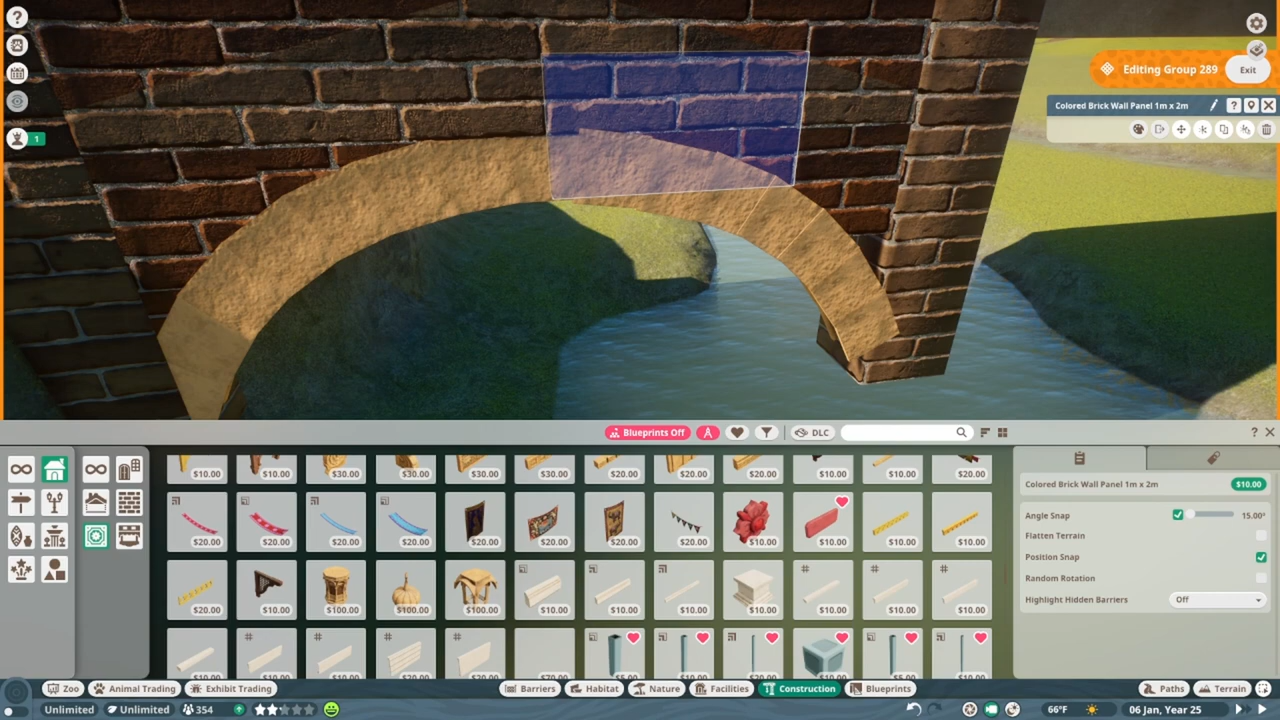 ?
Editing Group 289
Exit
Colored Brick Wall Panel 1m x 2m
?
1
Blueprints Off
DLC
?
$10.00 $10.00 $30.00 $30.00 $30.00 $30.00 $20.00 $20.00 $20.00 $10.00 $10.00 $20.00
$20.00 $20.00 $20.00 $20.00 $20.00 $20.00 $20.00 $20.00 $10.00 $10.00 $10.00 $10.00
$20.00 $10.00 $100.00 $100.00 $100.00 $10.00 $10.00 $10.00 $10.00 $10.00 $10.00 $10.00
Colored Brick Wall Panel 1m x 2m $10.00
Angle Snap 15.00°
Flatten Terrain
Position Snap
Random Rotation
Highlight Hidden Barriers Off
Zoo Animal Trading Exhibit Trading Barriers Habitat Nature Facilities Construction Blueprints Paths Terrain
Unlimited Unlimited 354 66°F 06 Jan, Year 25